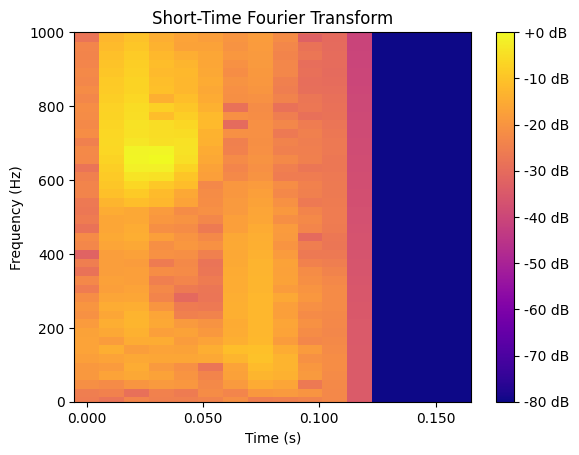 Short-Time Fourier Transform
1000
800
600
400
200
0
Frequency (Hz)
0.000
0.050
0.100
0.150
Time (s)
+0 dB
-10 dB
-20 dB
-30 dB
-40 dB
-50 dB
-60 dB
-70 dB
-80 dB